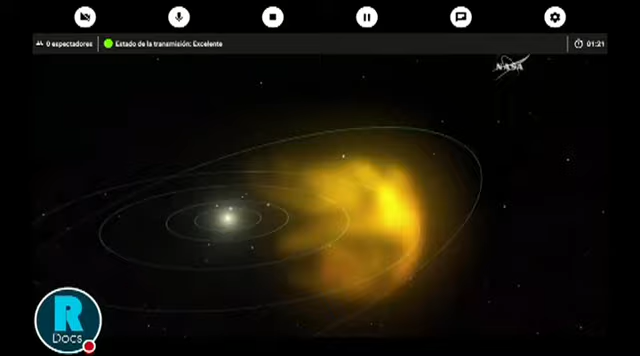 0 espectadores
Estado de la transmisión: Excelente
01:21
NASA
R
Docs